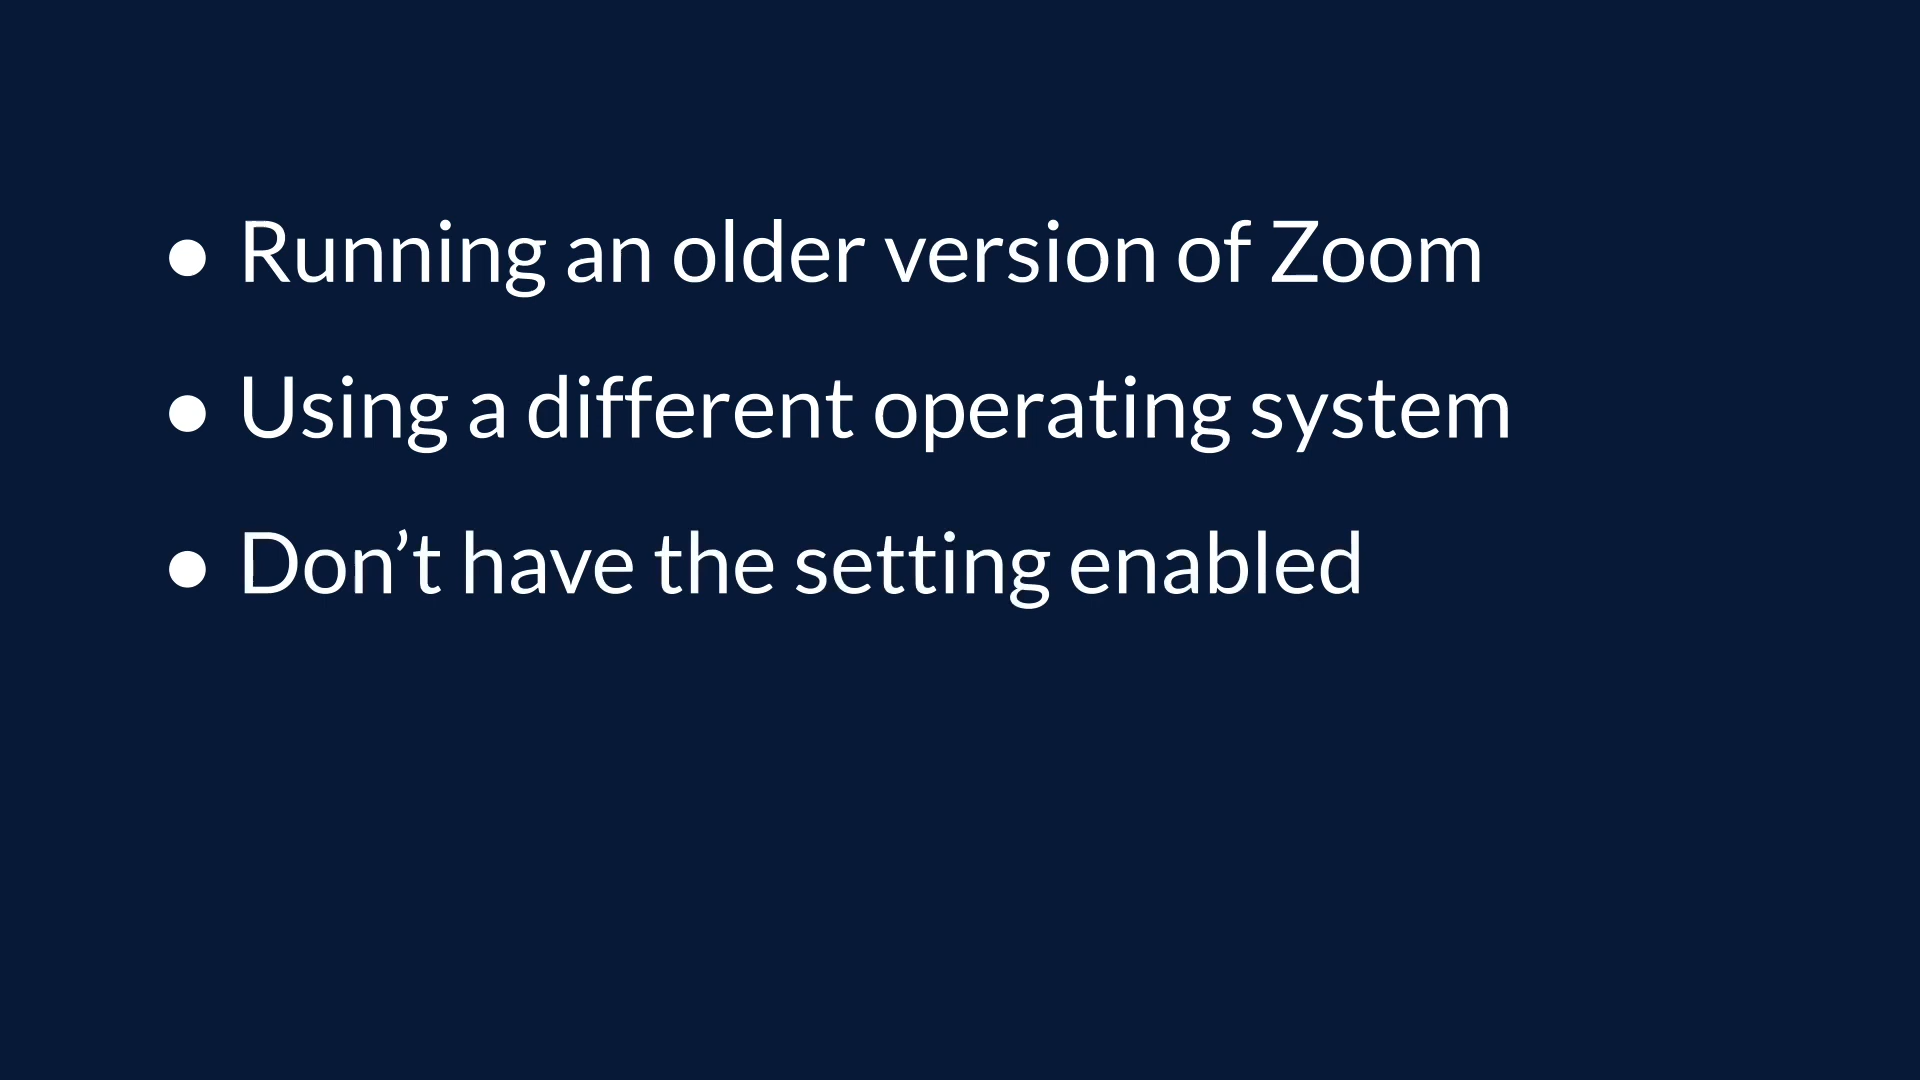 ● Running an older version of Zoom
● Using a different operating system
● Don’t have the setting enabled